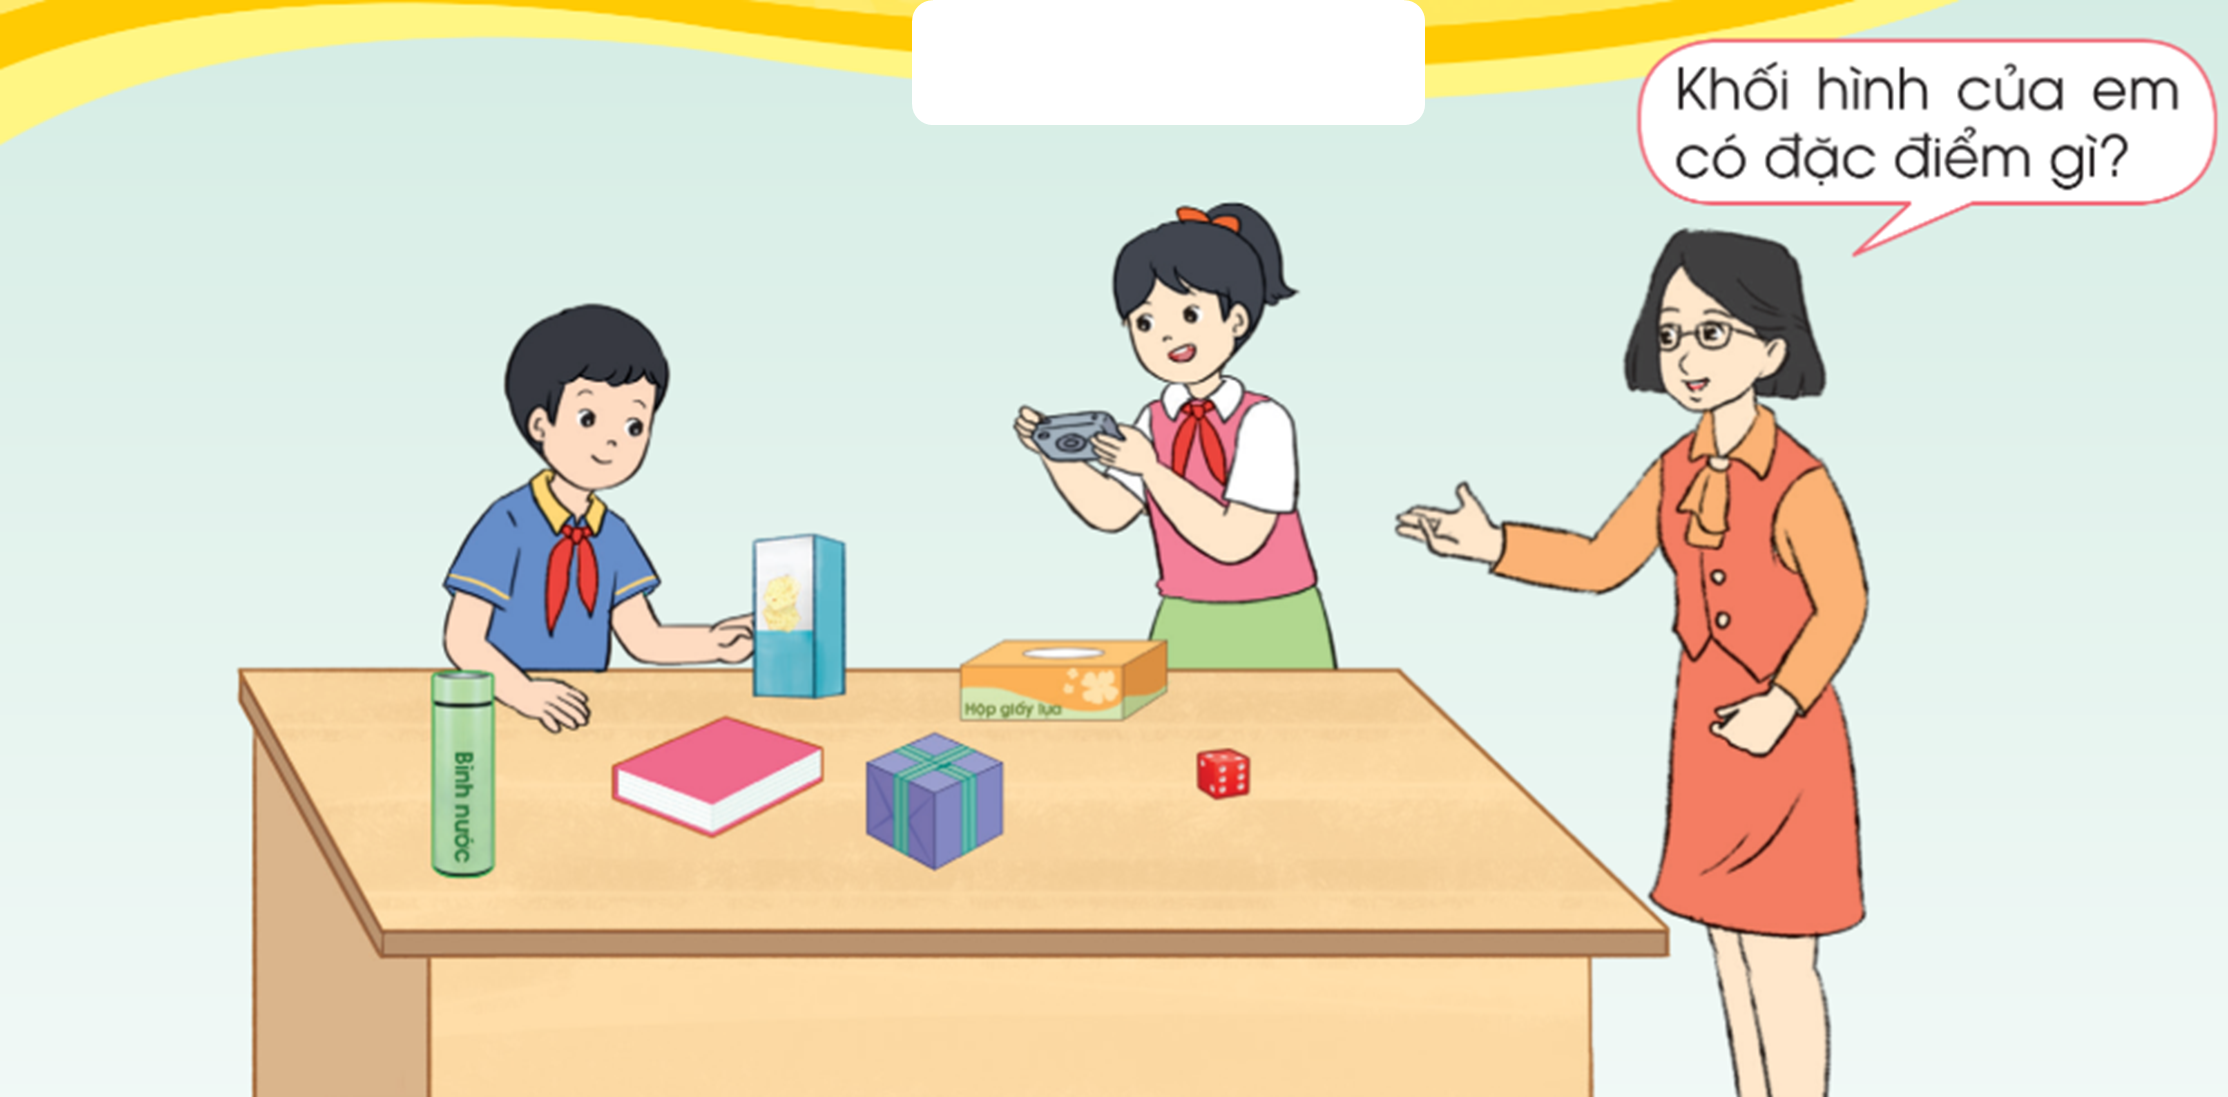 Khối hình của em
có đặc điểm gì?
Hộp giấy lụa
Bình nước